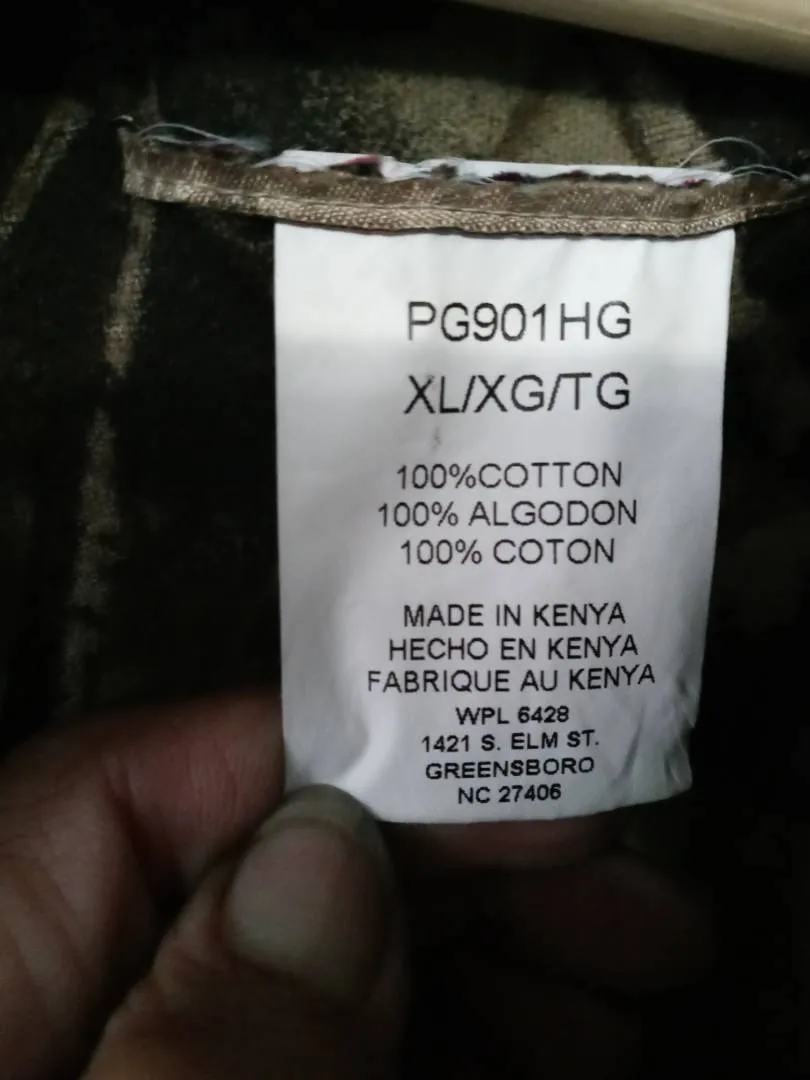 PG901HG
XL/XG/TG
100%COTTON
100% ALGODON
100% COTON
MADE IN KENYA
HECHO EN KENYA
FABRIQUE AU KENYA
WPL 6428
1421 S. ELM ST.
GREENSBORO
NC 27406